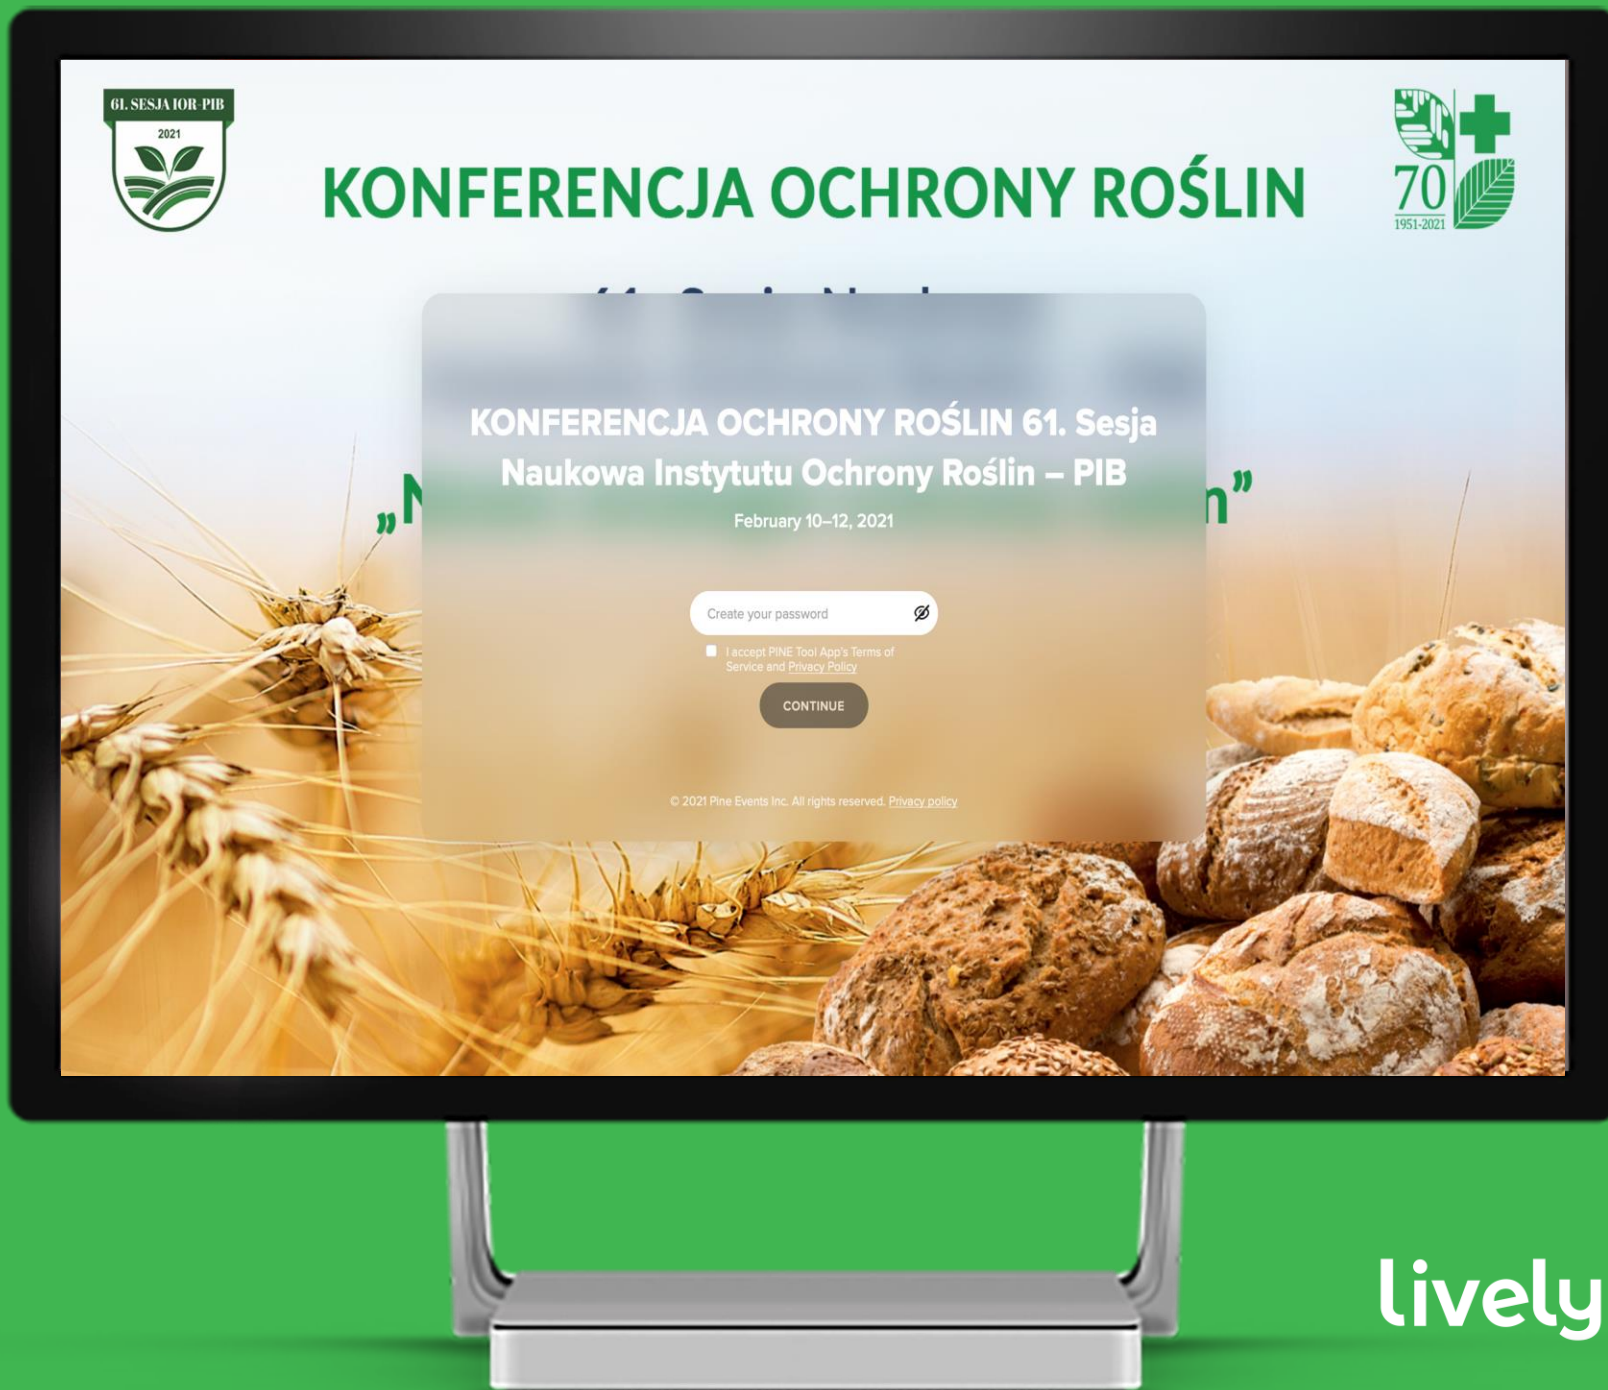 61. SESJA IOR-PIB
2021
KONFERENCJA OCHRONY ROŚLIN
70
1951-2021
KONFERENCJA OCHRONY ROŚLIN 61. Sesja
Naukowa Instytutu Ochrony Roślin – PIB
February 10–12, 2021
Create your password
I accept PINE Tool App's Terms of
Service and Privacy Policy
CONTINUE
© 2021 Pine Events Inc. All rights reserved. Privacy policy
lively